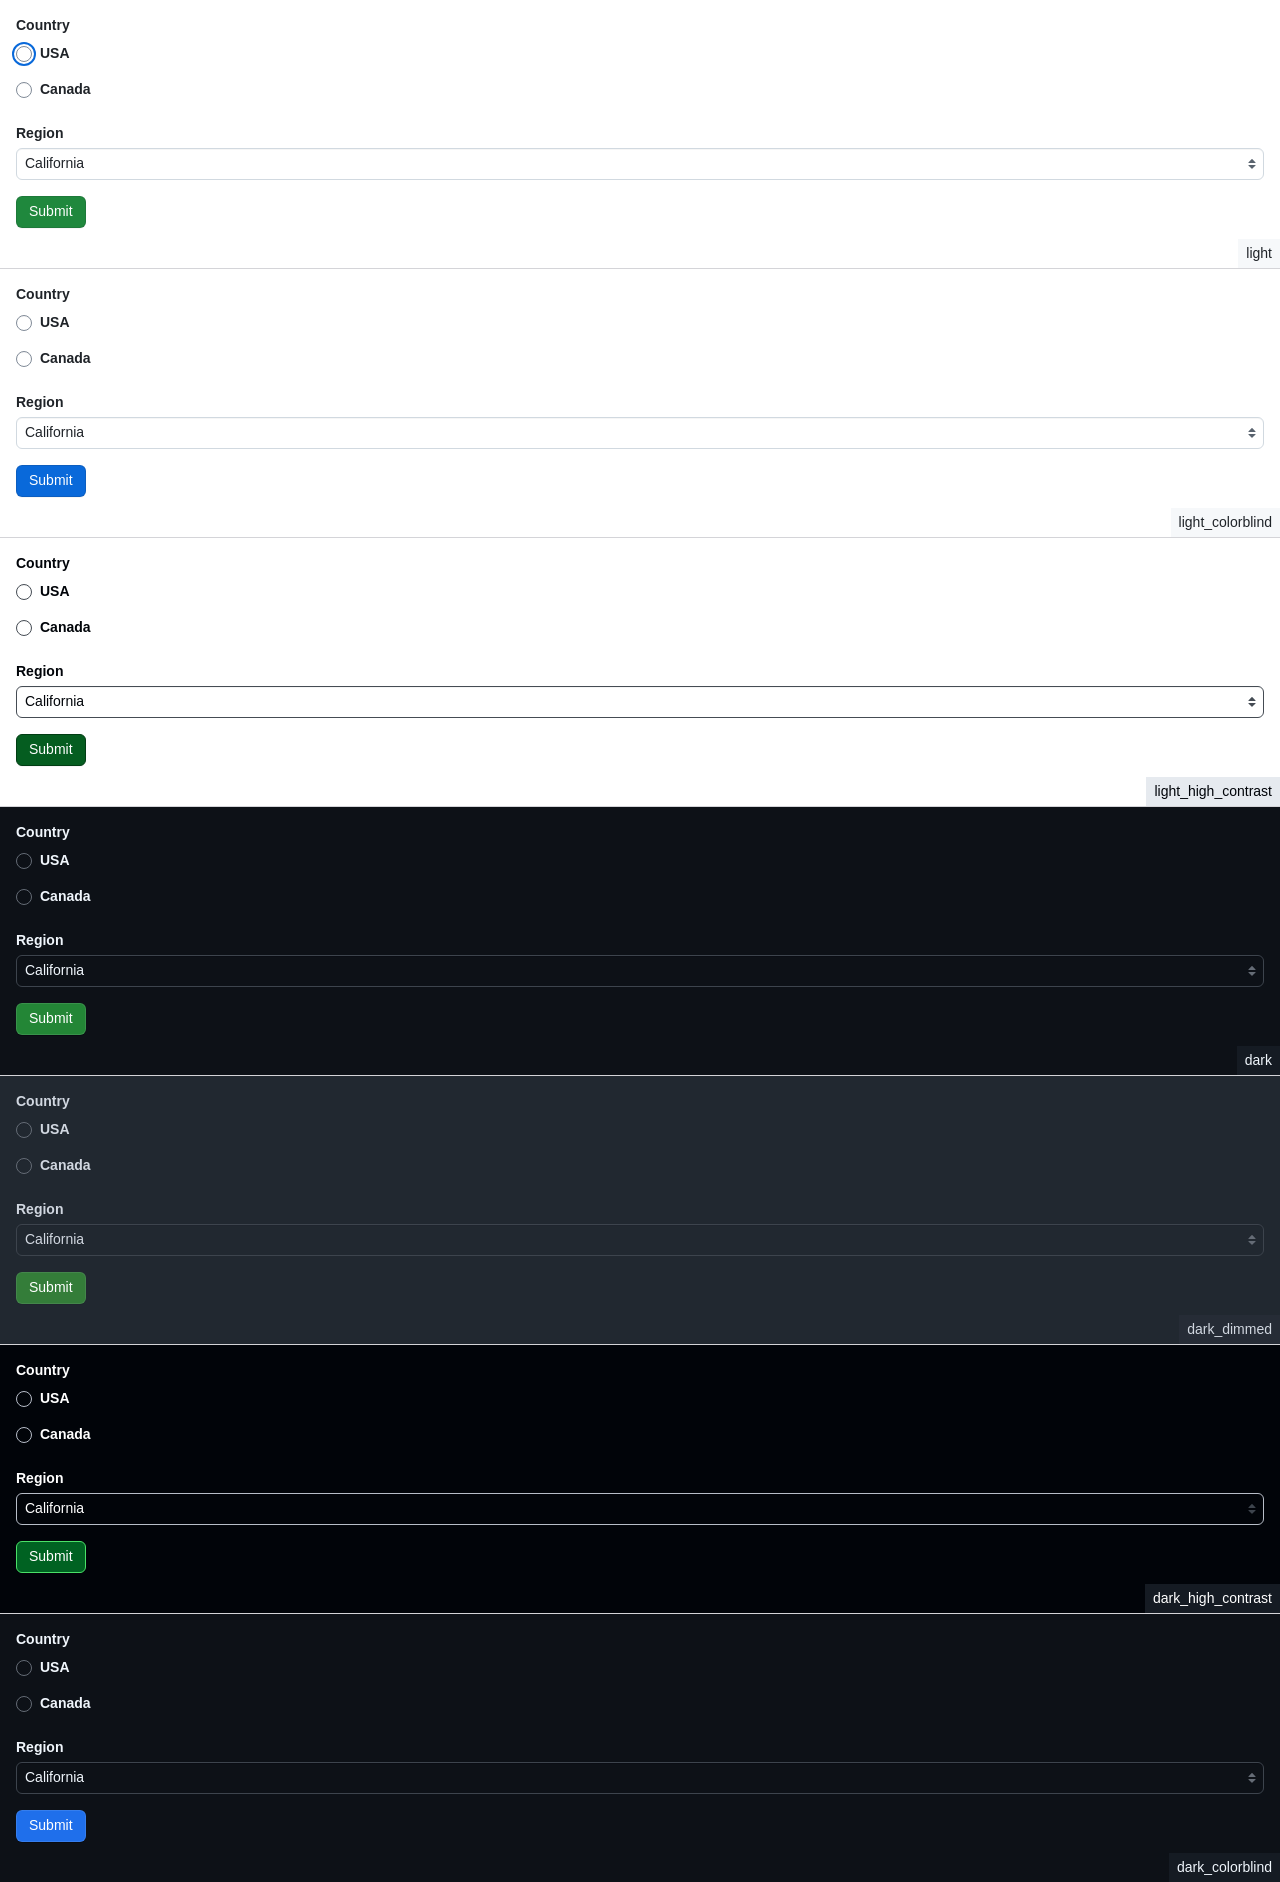 Country
USA
Canada
Region
California
Submit
light
Country
USA
Canada
Region
California
Submit
light_colorblind
Country
USA
Canada
Region
California
Submit
light_high_contrast
Country
USA
Canada
Region
California
Submit
dark
Country
USA
Canada
Region
California
Submit
dark_dimmed
Country
USA
Canada
Region
California
Submit
dark_high_contrast
Country
USA
Canada
Region
California
Submit
dark_colorblind